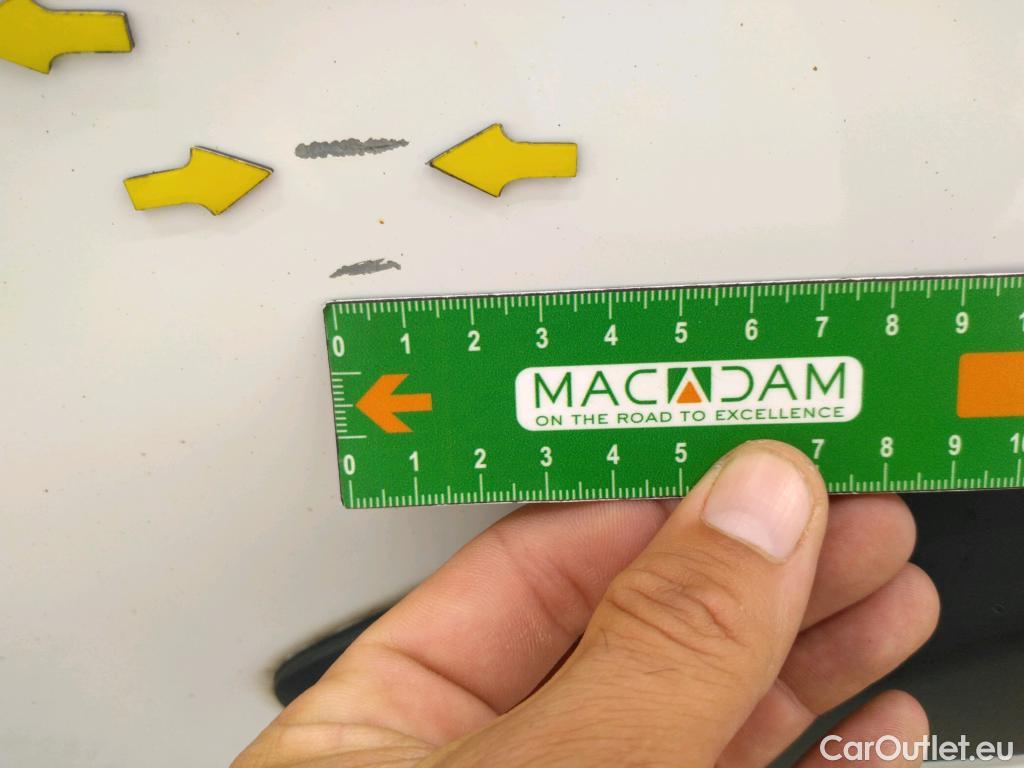 0 1 2 3 4 5 6 7 8 9
MACADAM
ON THE ROAD TO EXCELLENCE
0 1 2 3 4 5 7 8 9
CarOutlet.eu